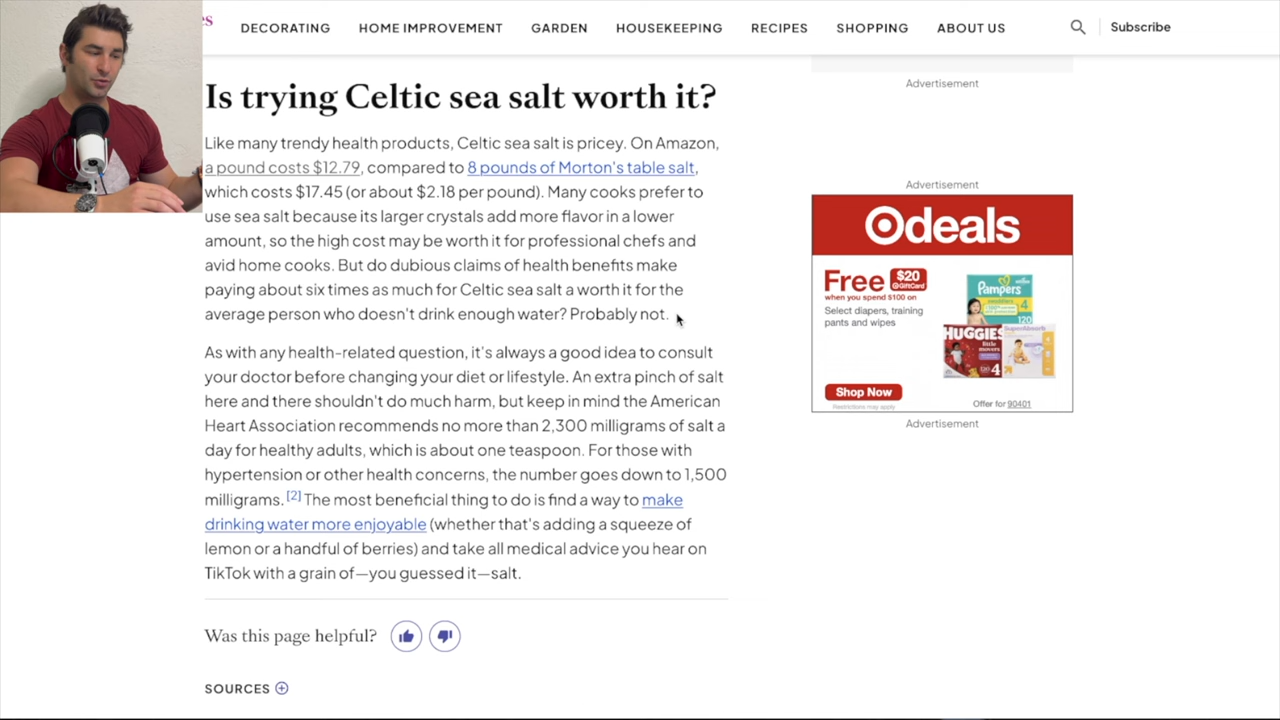 es
DECORATING HOME IMPROVEMENT GARDEN HOUSEKEEPING RECIPES SHOPPING ABOUT US Subscribe
Is trying Celtic sea salt worth it?
Like many trendy health products, Celtic sea salt is pricey. On Amazon,
a pound costs $12.79, compared to 8 pounds of Morton's table salt,
which costs $17.45 (or about $2.18 per pound). Many cooks prefer to
use sea salt because its larger crystals add more flavor in a lower
amount, so the high cost may be worth it for professional chefs and
avid home cooks. But do dubious claims of health benefits make
paying about six times as much for Celtic sea salt a worth it for the
average person who doesn't drink enough water? Probably not.
As with any health-related question, it's always a good idea to consult
your doctor before changing your diet or lifestyle. An extra pinch of salt
here and there shouldn't do much harm, but keep in mind the American
Heart Association recommends no more than 2,300 milligrams of salt a
day for healthy adults, which is about one teaspoon. For those with
hypertension or other health concerns, the number goes down to 1,500
milligrams. [2] The most beneficial thing to do is find a way to make
drinking water more enjoyable (whether that's adding a squeeze of
lemon or a handful of berries) and take all medical advice you hear on
TikTok with a grain of—you guessed it—salt.
Was this page helpful?
SOURCES
Advertisement
Advertisement
deals
Free $20 GiftCard
when you spend $100 on
Select diapers, training
pants and wipes
Pampers
120
HUGGIES
little movers
4
Shop Now
Restrictions may apply
Offer for 90401
Advertisement